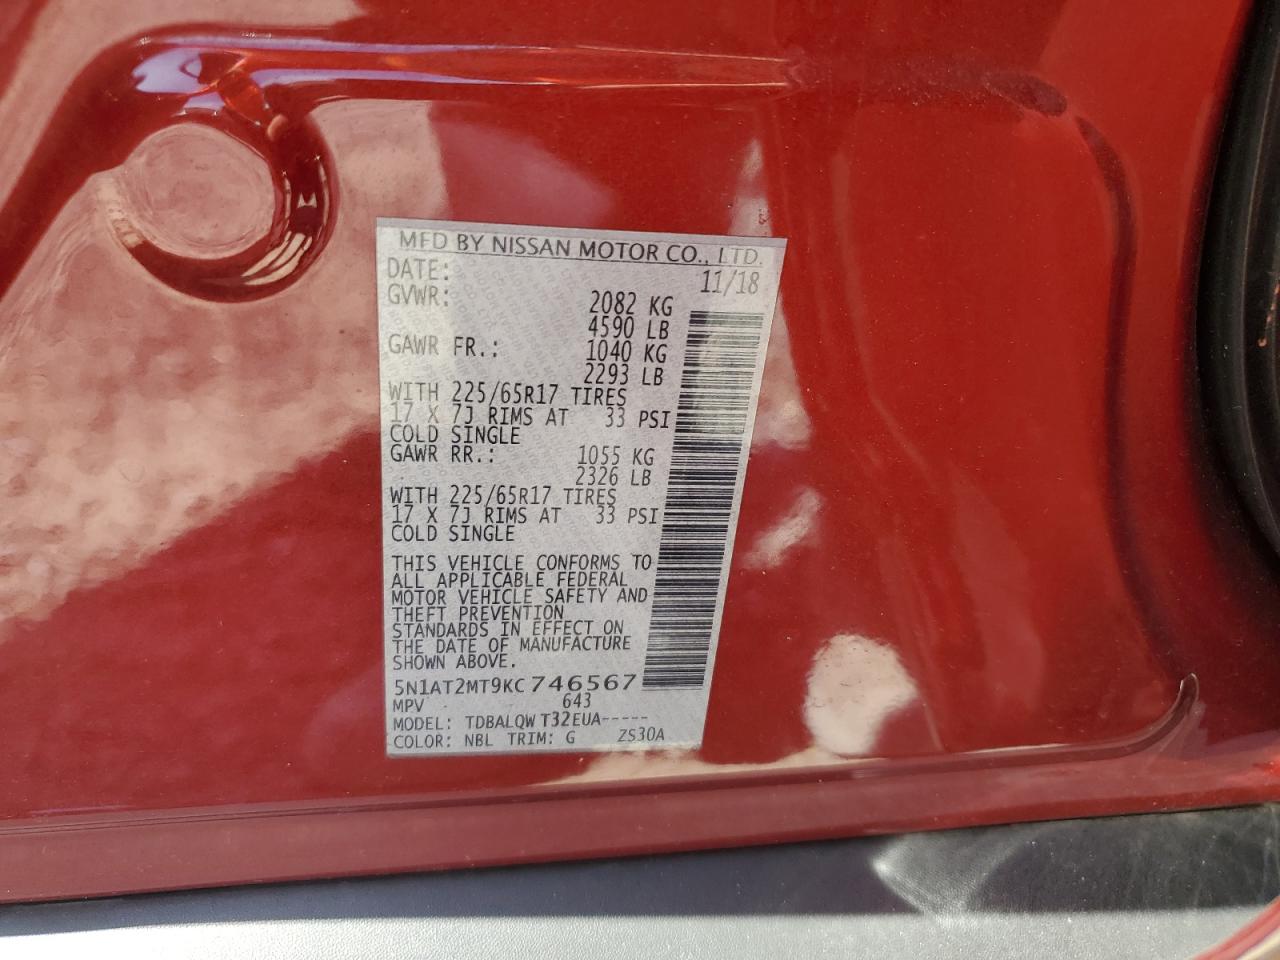 MFD BY NISSAN MOTOR CO., LTD.
DATE: 11/18
GVWR: 2082 KG
4590 LB
GAWR FR.: 1040 KG
2293 LB
WITH 225/65R17 TIRES
17 X 7J RIMS AT 33 PSI
COLD SINGLE
GAWR RR.: 1055 KG
2326 LB
WITH 225/65R17 TIRES
17 X 7J RIMS AT 33 PSI
COLD SINGLE
THIS VEHICLE CONFORMS TO
ALL APPLICABLE FEDERAL
MOTOR VEHICLE SAFETY AND
THEFT PREVENTION
STANDARDS IN EFFECT ON
THE DATE OF MANUFACTURE
SHOWN ABOVE.
5N1AT2MT9KC746567
MPV 643
MODEL: TDBALQW T32EUA-----
COLOR: NBL TRIM: G ZS30A